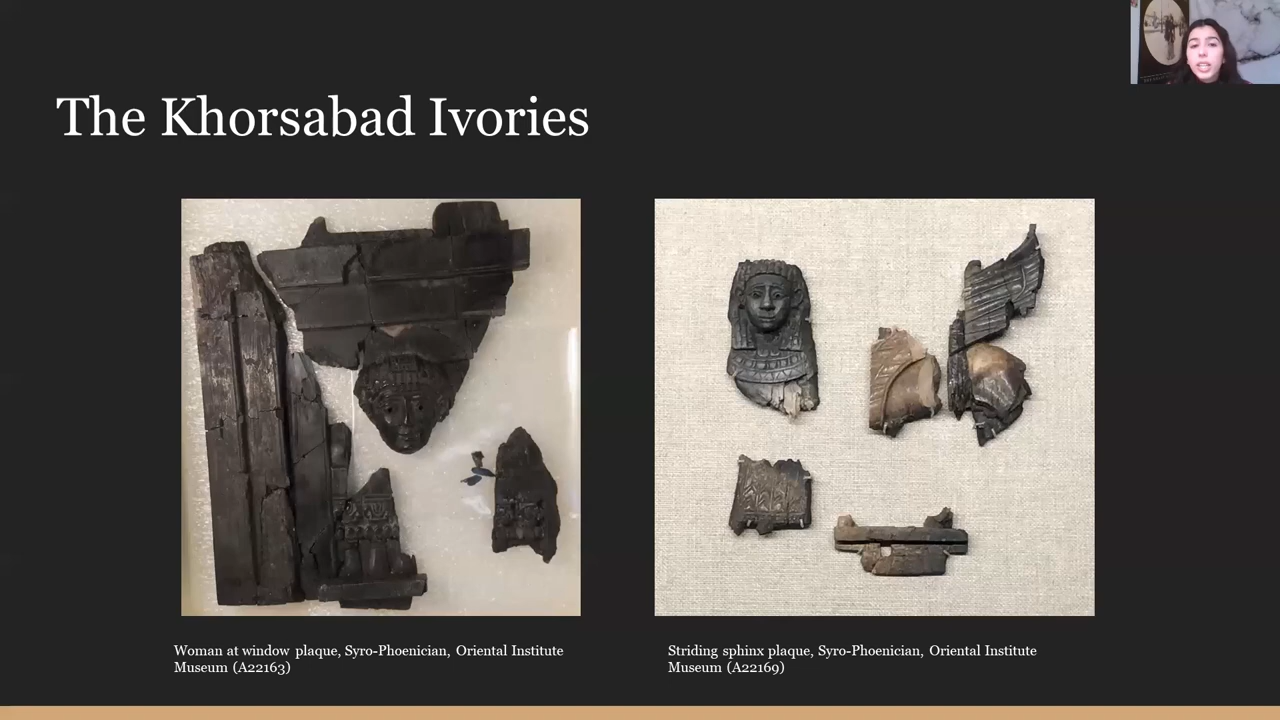 The Khorsabad Ivories
Woman at window plaque, Syro-Phoenician, Oriental Institute
Museum (A22163)
Striding sphinx plaque, Syro-Phoenician, Oriental Institute
Museum (A22169)